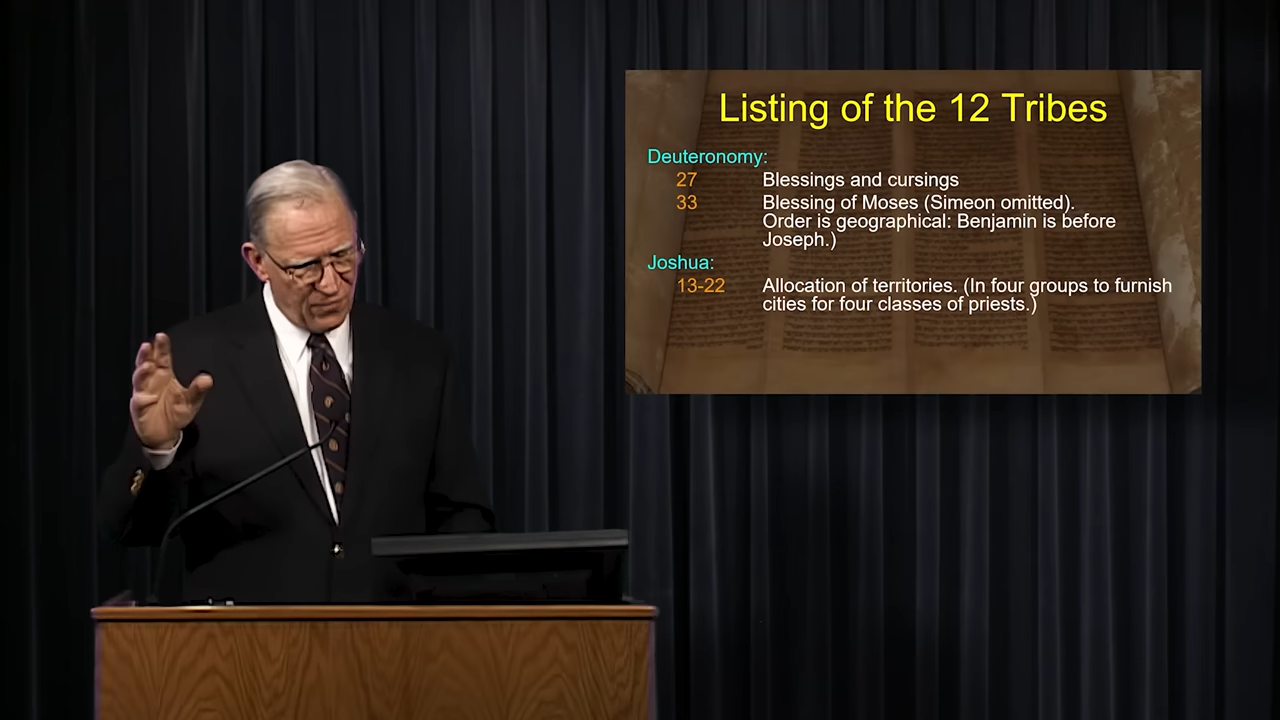 Listing of the 12 Tribes
Deuteronomy:
27 Blessings and cursings
33 Blessing of Moses (Simeon omitted).
Order is geographical: Benjamin is before
Joseph.)
Joshua:
13-22 Allocation of territories. (In four groups to furnish
cities for four classes of priests.)